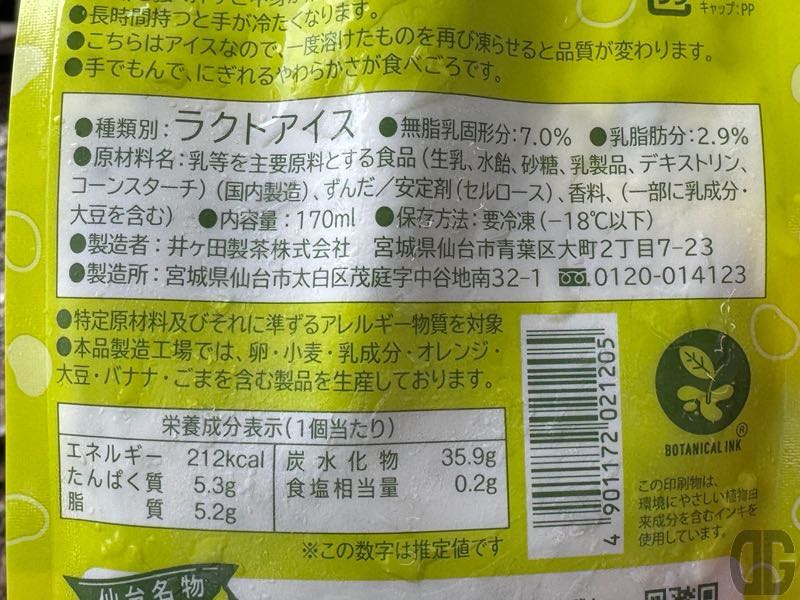 ●長時間持つと手が冷たくなります。
キャップ:PP
●こちらはアイスなので、一度溶けたものを再び凍らせると品質が変わります。
●手でもんで、にぎれるやわらかさが食べごろです。
●種類別:ラクトアイス ●無脂乳固形分:7.0% ●乳脂肪分:2.9%
●原材料名:乳等を主要原料とする食品(生乳、水飴、砂糖、乳製品、デキストリン、
コーンスターチ)(国内製造)、ずんだ/安定剤(セルロース)、香料、(一部に乳成分・
大豆を含む) ●内容量:170ml ●保存方法:要冷凍(−18℃以下)
●製造者:井ヶ田製茶株式会社 宮城県仙台市青葉区大町2丁目7-23
●製造所:宮城県仙台市太白区茂庭字中谷地南32-1 0120-014123
●特定原材料及びそれに準ずるアレルギー物質を対象
●本品製造工場では、卵・小麦・乳成分・オレンジ・
大豆・バナナ・ごまを含む製品を生産しております。
栄養成分表示(1個当たり)
エネルギー 212kcal 炭水化物 35.9g
たんぱく質 5.3g 食塩相当量 0.2g
脂質 5.2g
※この数字は推定値です
4 901172 021205
BOTANICAL INK
®
この印刷物は、
環境にやさしい植物由
来成分を含むインキを
使用しています。
仙台名物
DG